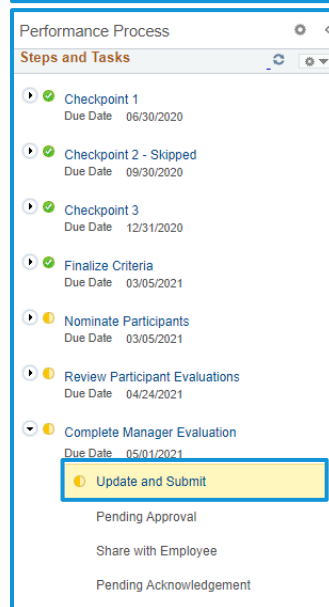 Performance Process
Steps and Tasks
Checkpoint 1
Due Date 06/30/2020
Checkpoint 2 - Skipped
Due Date 09/30/2020
Checkpoint 3
Due Date 12/31/2020
Finalize Criteria
Due Date 03/05/2021
Nominate Participants
Due Date 03/05/2021
Review Participant Evaluations
Due Date 04/24/2021
Complete Manager Evaluation
Due Date 05/01/2021
Update and Submit
Pending Approval
Share with Employee
Pending Acknowledgement